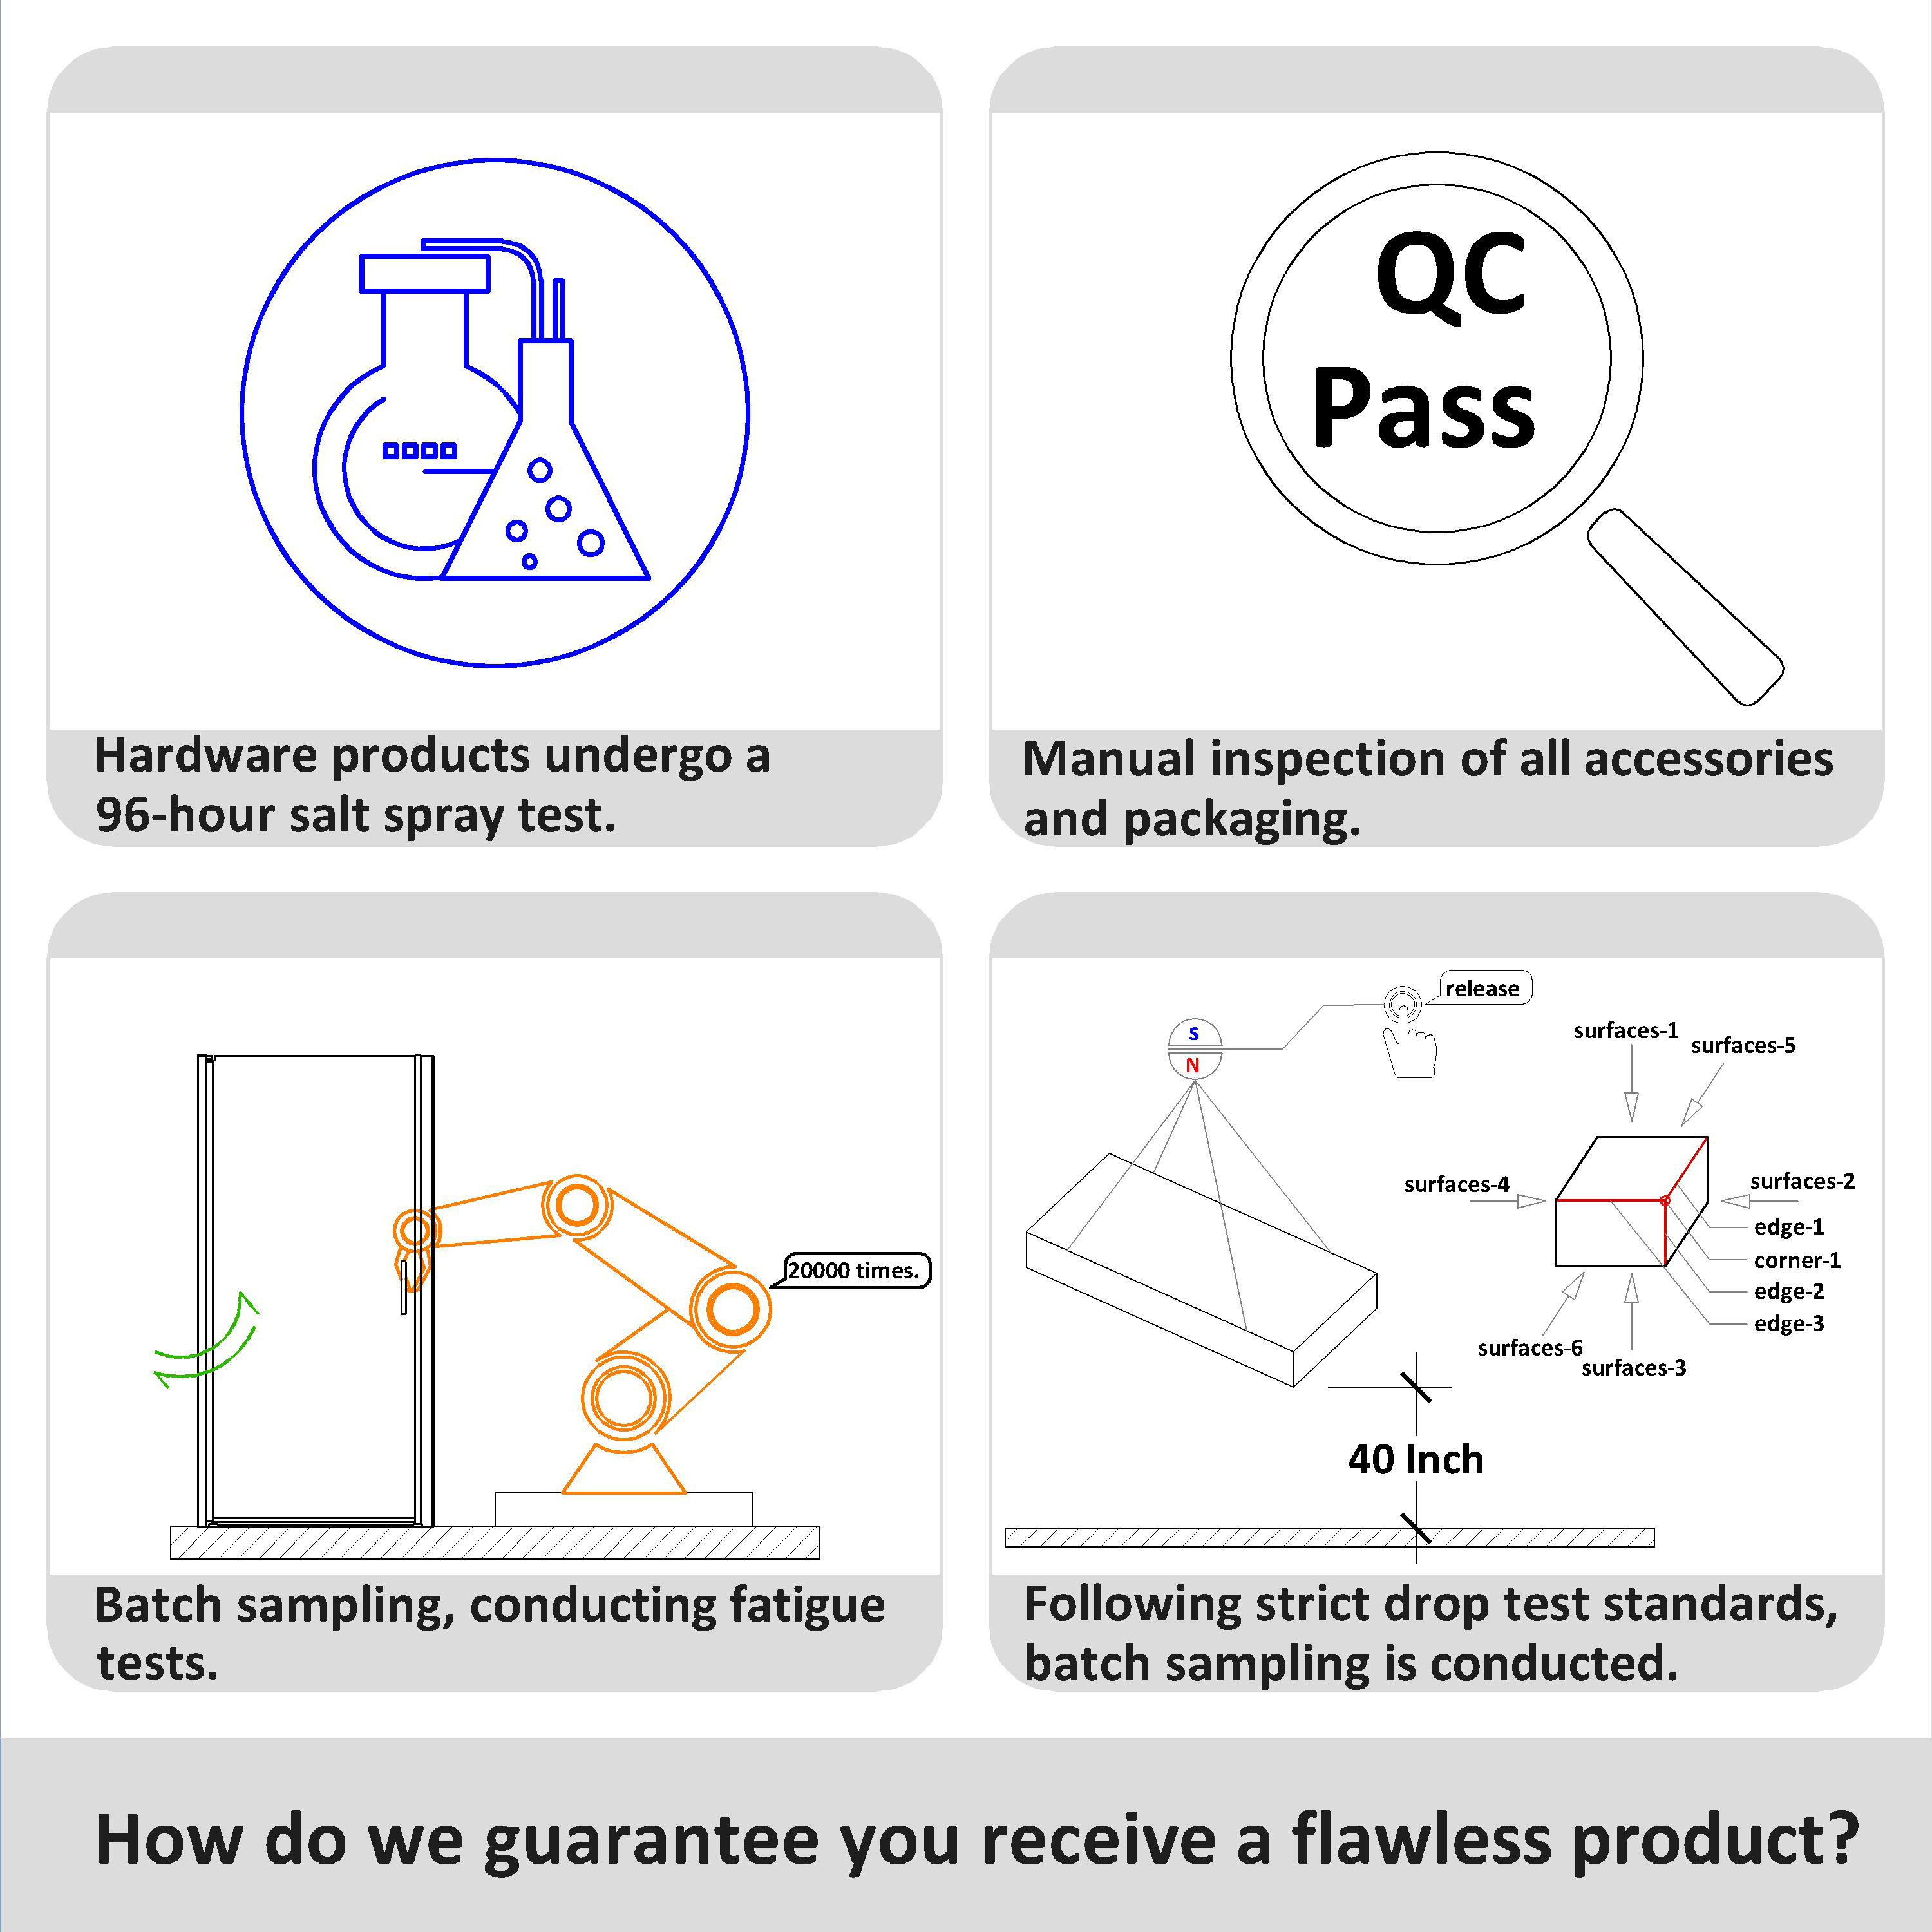 QC
Pass
Hardware products undergo a
96-hour salt spray test.
Manual inspection of all accessories
and packaging.
20000 times.
release
S
N
surfaces-1
surfaces-5
surfaces-4
surfaces-2
edge-1
corner-1
edge-2
edge-3
surfaces-6
surfaces-3
40 Inch
Batch sampling, conducting fatigue
tests.
Following strict drop test standards,
batch sampling is conducted.
How do we guarantee you receive a flawless product?